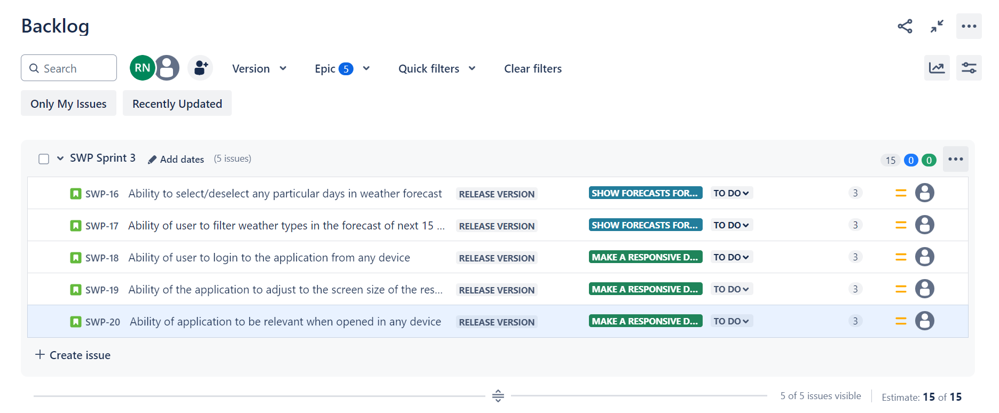 Backlog
Search RN Version Epic 5 Quick filters Clear filters
Only My Issues Recently Updated
SWP Sprint 3 Add dates (5 issues) 15 0 0
SWP-16 Ability to select/deselect any particular days in weather forecast RELEASE VERSION SHOW FORECASTS FOR... TO DO 3
SWP-17 Ability of user to filter weather types in the forecast of next 15 ... RELEASE VERSION SHOW FORECASTS FOR... TO DO 3
SWP-18 Ability of user to login to the application from any device RELEASE VERSION MAKE A RESPONSIVE D... TO DO 3
SWP-19 Ability of the application to adjust to the screen size of the res... RELEASE VERSION MAKE A RESPONSIVE D... TO DO 3
SWP-20 Ability of application to be relevant when opened in any device RELEASE VERSION MAKE A RESPONSIVE D... TO DO 3
+ Create issue
5 of 5 issues visible Estimate: 15 of 15